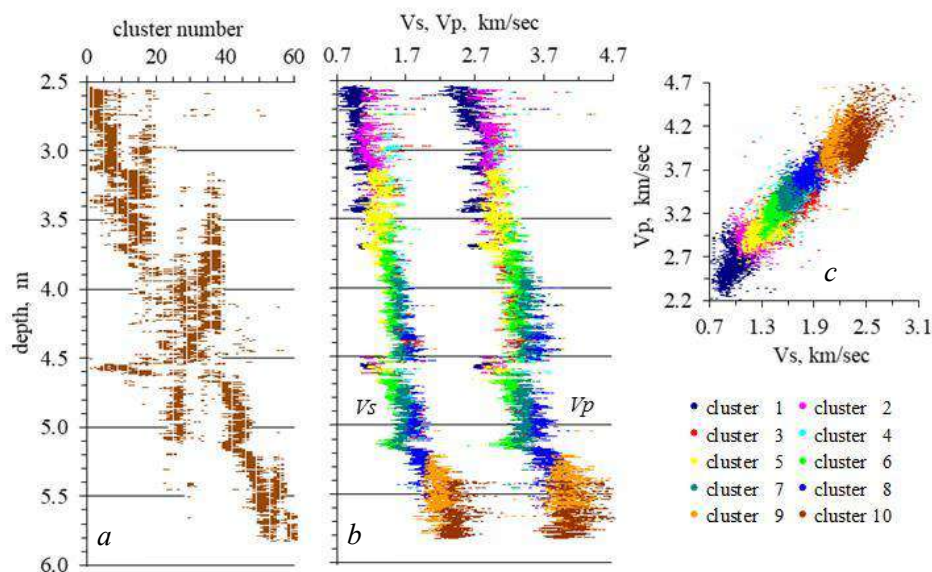 cluster number
0 20 40 60
2.5
3.0
3.5
4.0
4.5
5.0
5.5
6.0
depth, m
a
Vs, Vp, km/sec
0.7 1.7 2.7 3.7 4.7
Vs
Vp
b
4.7
4.2
3.7
3.2
2.7
2.2
Vp, km/sec
c
0.7 1.3 1.9 2.5 3.1
Vs, km/sec
cluster 1 cluster 2
cluster 3 cluster 4
cluster 5 cluster 6
cluster 7 cluster 8
cluster 9 cluster 10